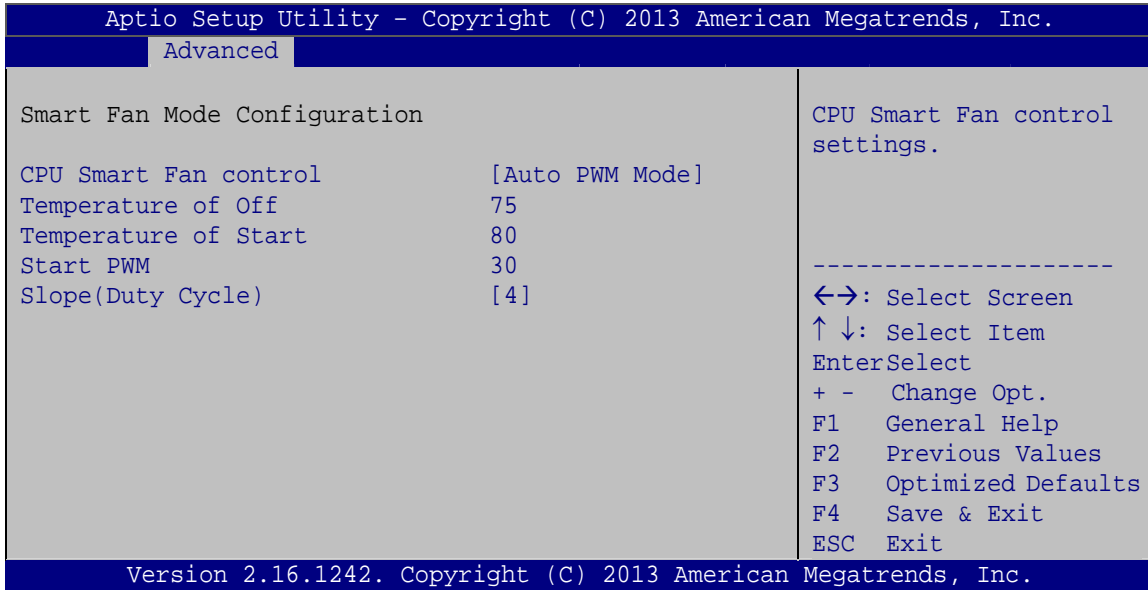 Aptio Setup Utility – Copyright (C) 2013 American Megatrends, Inc.
Advanced
Smart Fan Mode Configuration
CPU Smart Fan control [Auto PWM Mode]
Temperature of Off 75
Temperature of Start 80
Start PWM 30
Slope(Duty Cycle) [4]
CPU Smart Fan control
settings.
---------------------
←→: Select Screen
↑ ↓: Select Item
EnterSelect
+ - Change Opt.
F1 General Help
F2 Previous Values
F3 Optimized Defaults
F4 Save & Exit
ESC Exit
Version 2.16.1242. Copyright (C) 2013 American Megatrends, Inc.